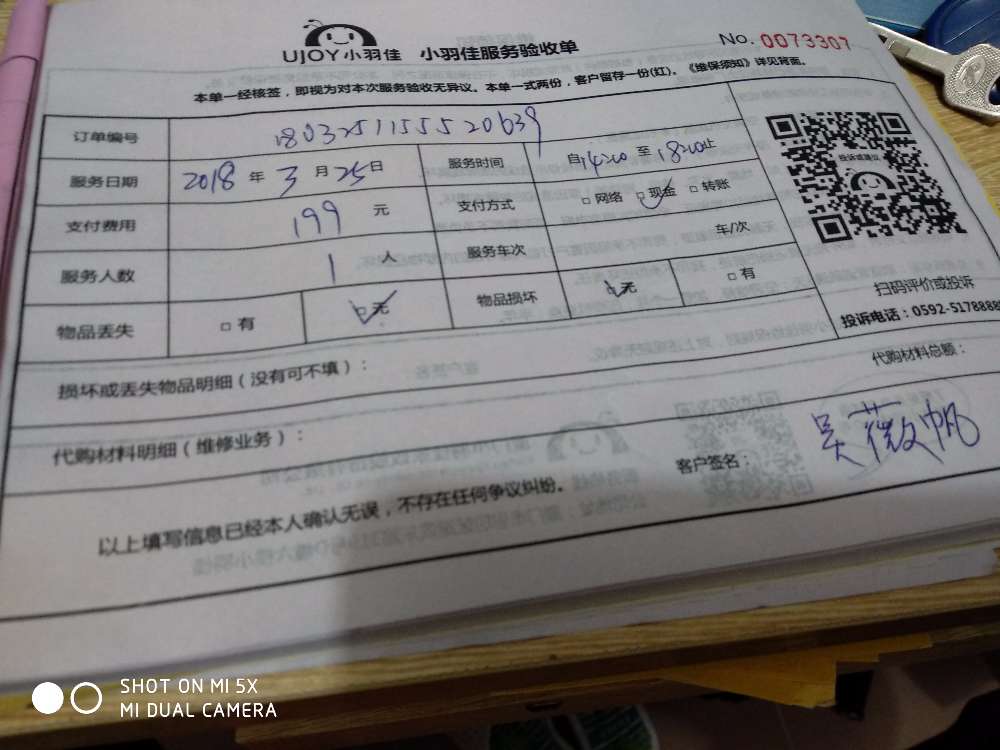 UJOY小羽佳 小羽佳服务验收单 No. 0073307
本单一经核签，即视为对本次服务验收无异议。本单一式两份，客户留存一份(红)。《维保须知》详见背面。
订单编号 18032511555520639
服务日期 2018 年 3 月 25 日 服务时间 自 14:20 至 18:20 止
支付费用 199 元 支付方式 □ 网络 □ 现金 □ 转账
服务人数 1 人 服务车次 车/次
物品丢失 □ 有 □ 无 物品损坏 □ 无 □ 有
投诉或建议
扫码评价或投诉
投诉电话：0592-5178888
损坏或丢失物品明细（没有可不填）：
代购材料明细（维修业务）： 代购材料总额：
以上填写信息已经本人确认无误，不存在任何争议纠纷。 客户签名： 吴薇帆
SHOT ON MI 5X
MI DUAL CAMERA